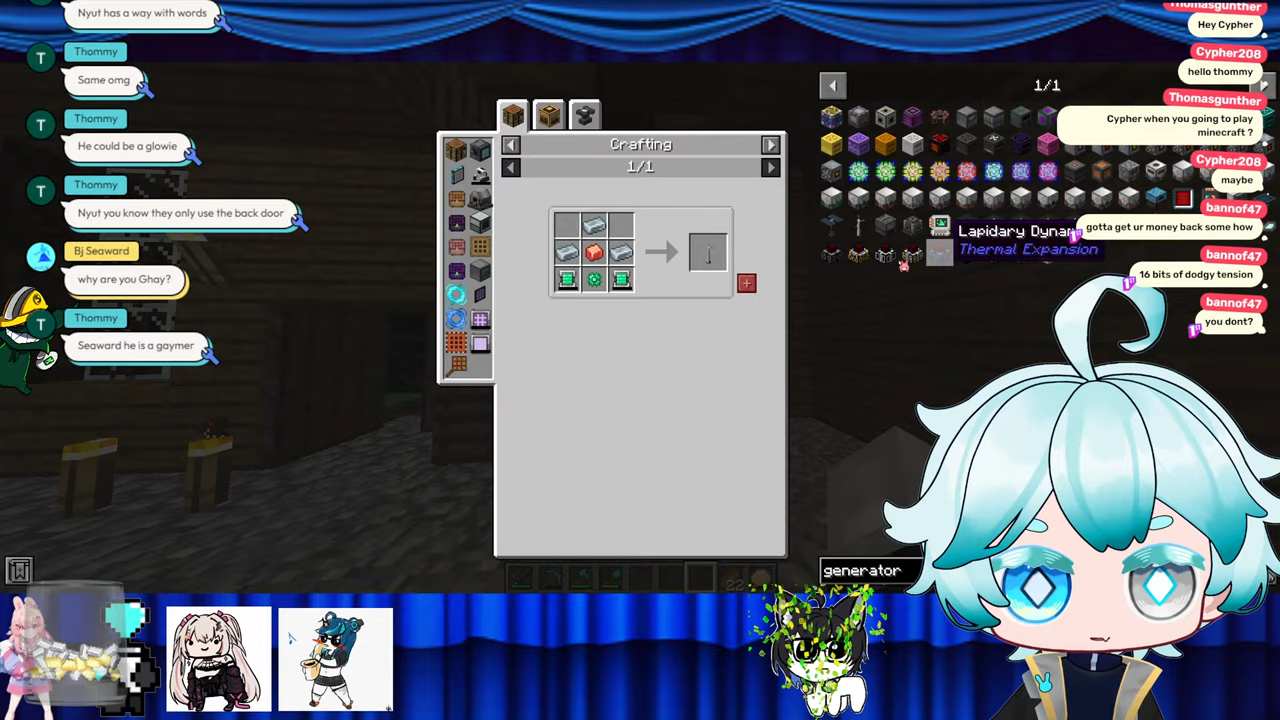 Nyut has a way with words
T
Thommy
Same omg
T
Thommy
He could be a glowie
T
Thommy
Nyut you know they only use the back door
Bj Seaward
why are you Ghay?
T
Thommy
Seaward he is a gaymer
Crafting
1/1
22
1/1
Lapidary Dynam
Thermal Expansion
generator
Thomasgunther
Hey Cypher
Cypher208
hello thommy
Thomasgunther
Cypher when you going to play
minecraft ?
Cypher208
maybe
bannof47
gotta get ur money back some how
bannof47
16 bits of dodgy tension
bannof47
you dont?